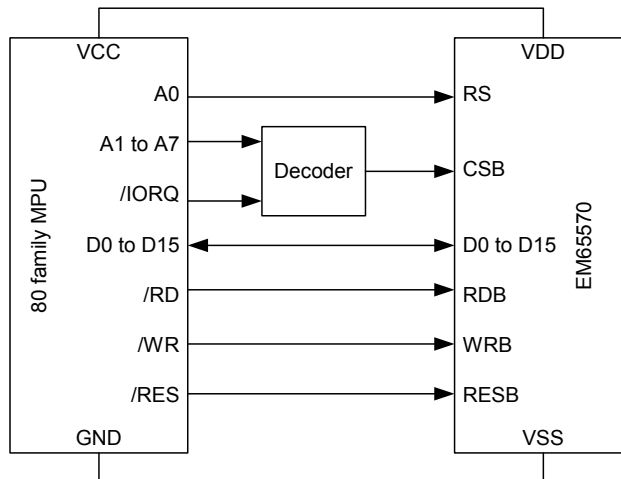 VCC
VDD
A0
RS
A1 to A7
Decoder
CSB
/IORQ
80 family MPU
D0 to D15
D0 to D15
EM65570
/RD
RDB
/WR
WRB
/RES
RESB
GND
VSS